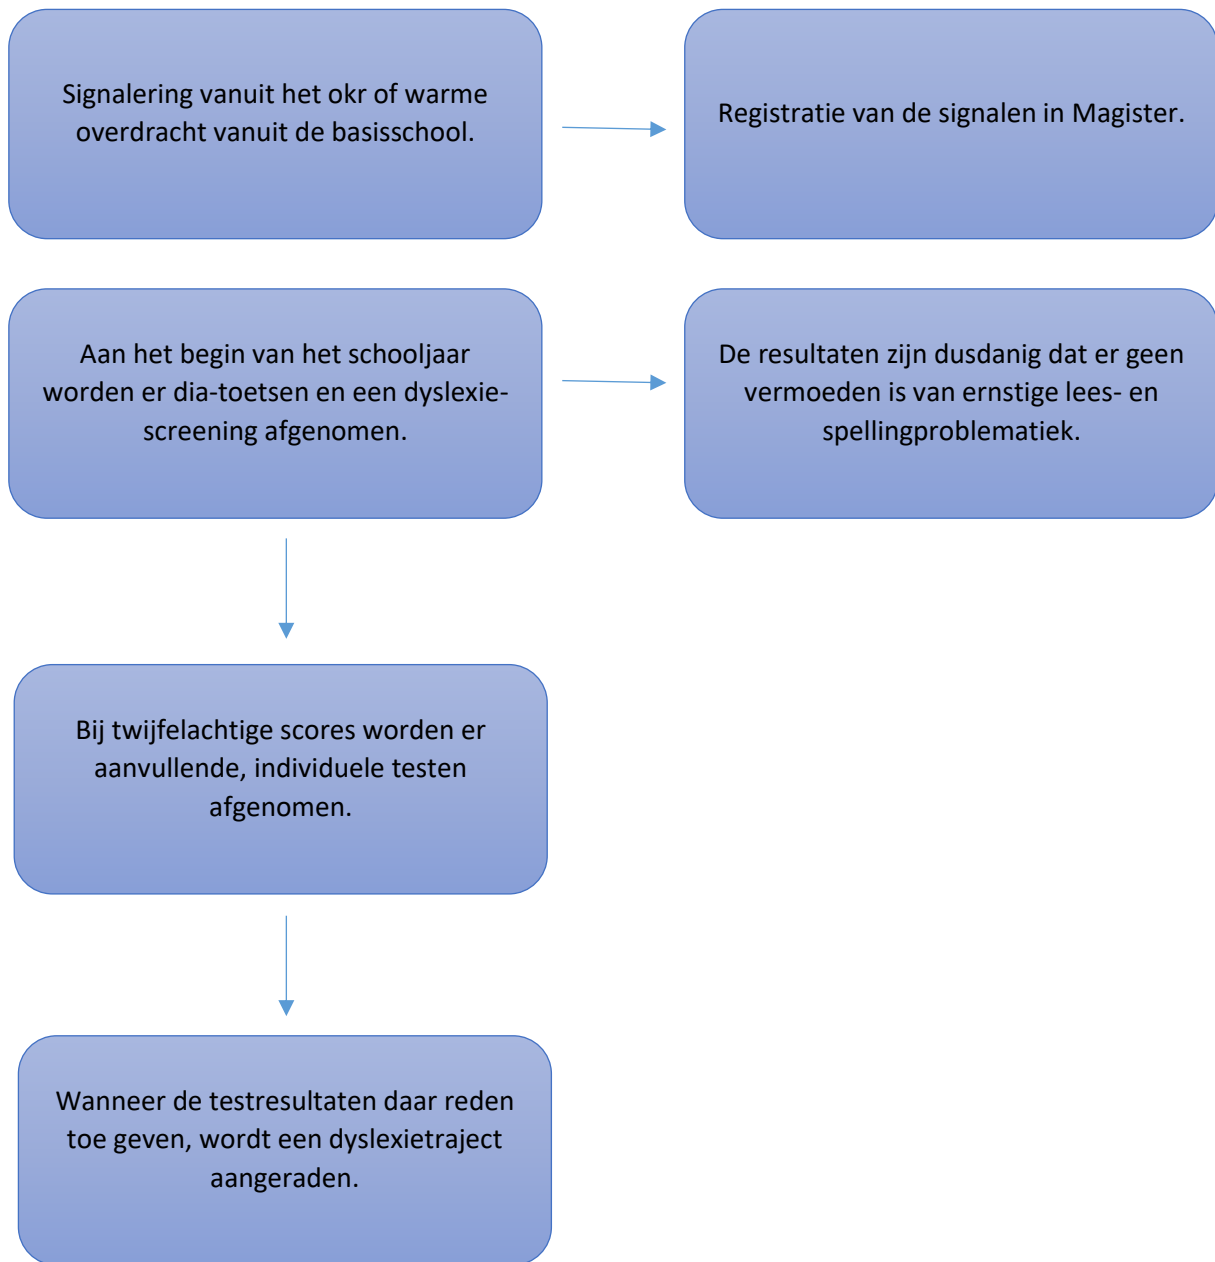 Signalering vanuit het okr of warme
overdracht vanuit de basisschool.
Registratie van de signalen in Magister.
Aan het begin van het schooljaar
worden er dia-toetsen en een dyslexie-
screening afgenomen.
De resultaten zijn dusdanig dat er geen
vermoeden is van ernstige lees- en
spellingproblematiek.
Bij twijfelachtige scores worden er
aanvullende, individuele testen
afgenomen.
Wanneer de testresultaten daar reden
toe geven, wordt een dyslexietraject
aangeraden.